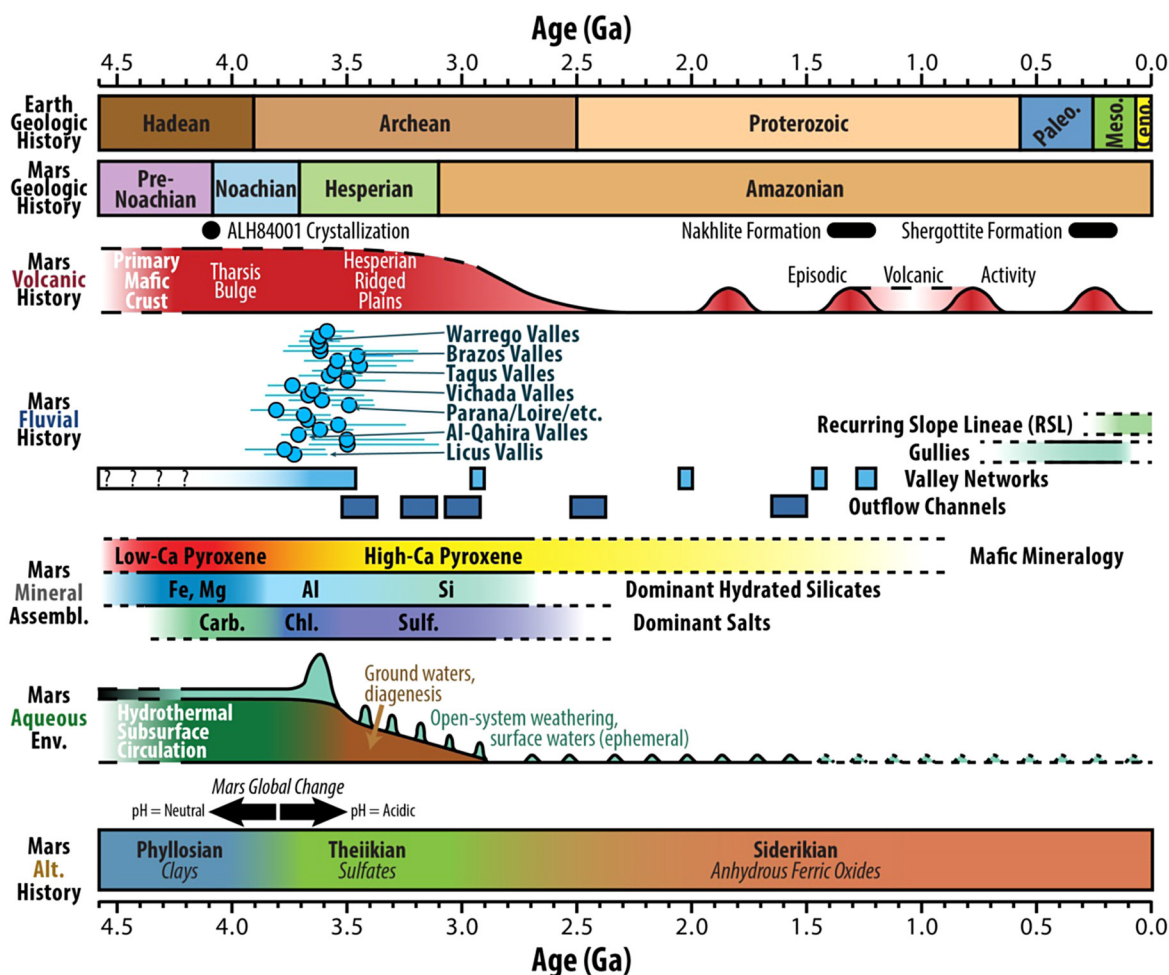 Age (Ga)
4.5 4.0 3.5 3.0 2.5 2.0 1.5 1.0 0.5 0.0
Earth
Geologic
History
Hadean
Archean
Proterozoic
Paleo.
Meso.
Ceno.
Mars
Geologic
History
Pre-
Noachian
Noachian
Hesperian
Amazonian
ALH84001 Crystallization
Nakhlite Formation
Shergottite Formation
Mars
Volcanic
History
Primary
Mafic
Crust
Tharsis
Bulge
Hesperian
Ridged
Plains
Episodic Volcanic Activity
Mars
Fluvial
History
Warrego Valles
Brazos Valles
Tagus Valles
Vichada Valles
Parana/Loire/etc.
Al-Qahira Valles
Licus Vallis
Recurring Slope Lineae (RSL)
Gullies
? ? ? ?
Valley Networks
Outflow Channels
Mars
Mineral
Assembl.
Low-Ca Pyroxene
High-Ca Pyroxene
Mafic Mineralogy
Fe, Mg
Al
Si
Dominant Hydrated Silicates
Carb.
Chl.
Sulf.
Dominant Salts
Mars
Aqueous
Env.
Hydrothermal
Subsurface
Circulation
Ground waters,
diagenesis
Open-system weathering,
surface waters (ephemeral)
Mars Global Change
pH = Neutral
pH = Acidic
Mars
Alt.
History
Phyllosian
Clays
Theiikian
Sulfates
Siderikian
Anhydrous Ferric Oxides
4.5 4.0 3.5 3.0 2.5 2.0 1.5 1.0 0.5 0.0
Age (Ga)